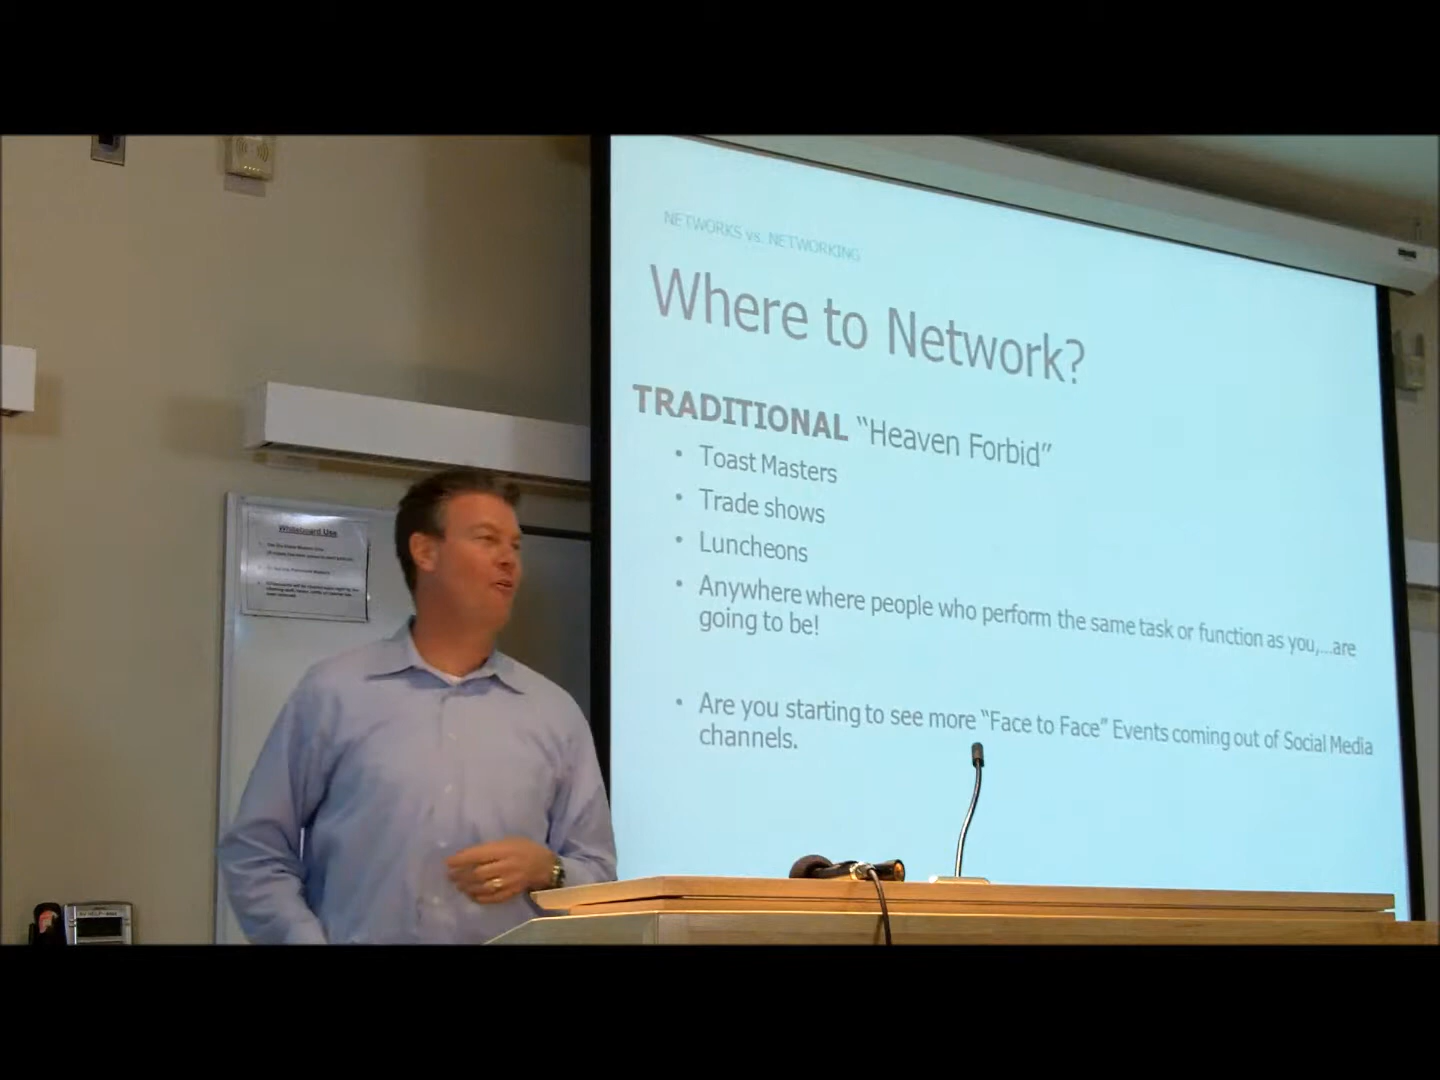 NETWORKS vs. NETWORKING
Where to Network?
TRADITIONAL “Heaven Forbid”
• Toast Masters
• Trade shows
• Luncheons
• Anywhere where people who perform the same task or function as you,...are
going to be!
• Are you starting to see more “Face to Face” Events coming out of Social Media
channels.
Whiteboard Use